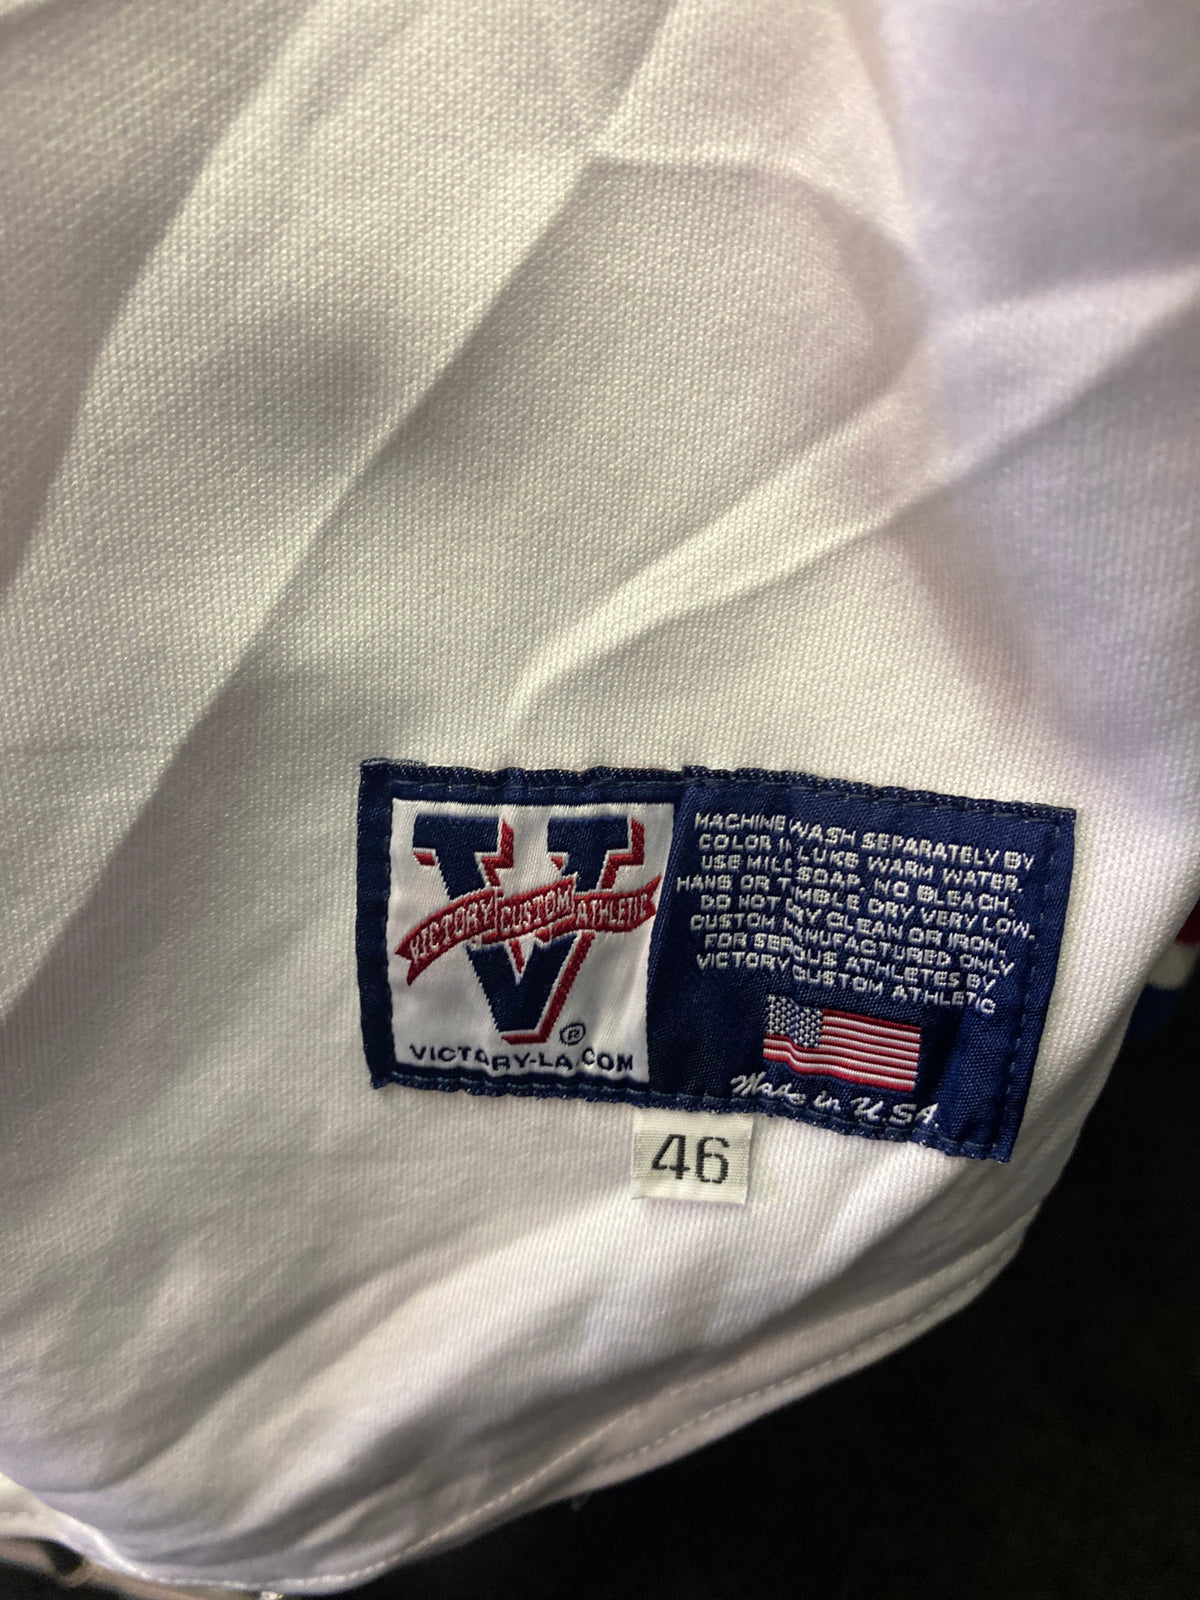 VICTORY CUSTOM ATHLETIC
®
VICTORY-LA.COM
MACHINE WASH SEPARATELY BY
COLOR IN LUKE WARM WATER.
USE MILD SOAP. NO BLEACH.
HANG OR TUMBLE DRY VERY LOW.
DO NOT DRY CLEAN OR IRON.
CUSTOM MANUFACTURED ONLY
FOR SERIOUS ATHLETES BY
VICTORY CUSTOM ATHLETIC
Made in U.S.A.
46